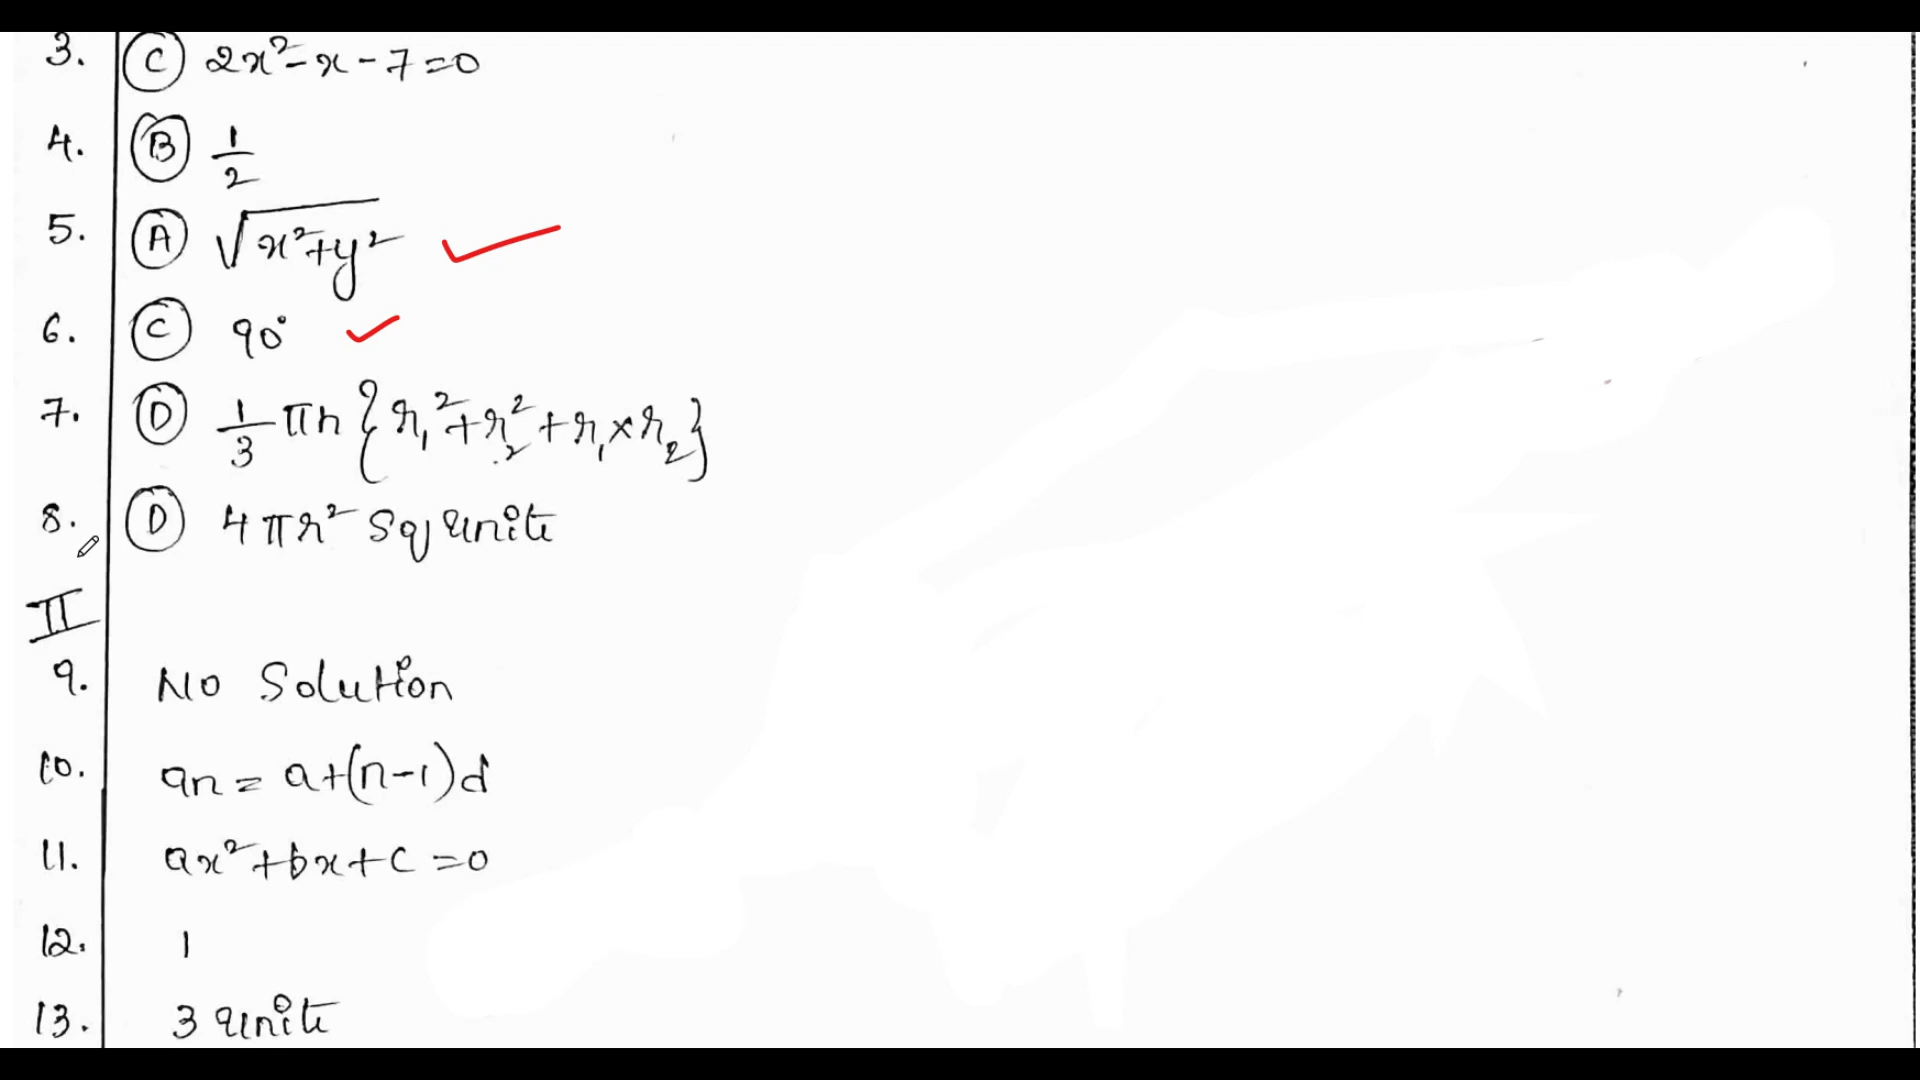 3. (C) 2x² - x - 7 = 0
4. (B) 1/2
5. (A) √(x²+y²)
6. (C) 90°
7. (D) 1/3 πh {r₁² + r₂² + r₁ × r₂}
8. (D) 4πr² Sq unit
II
9. No Solution
10. an = a+(n-1)d
11. ax²+bx+c=0
12. 1
13. 3 unit